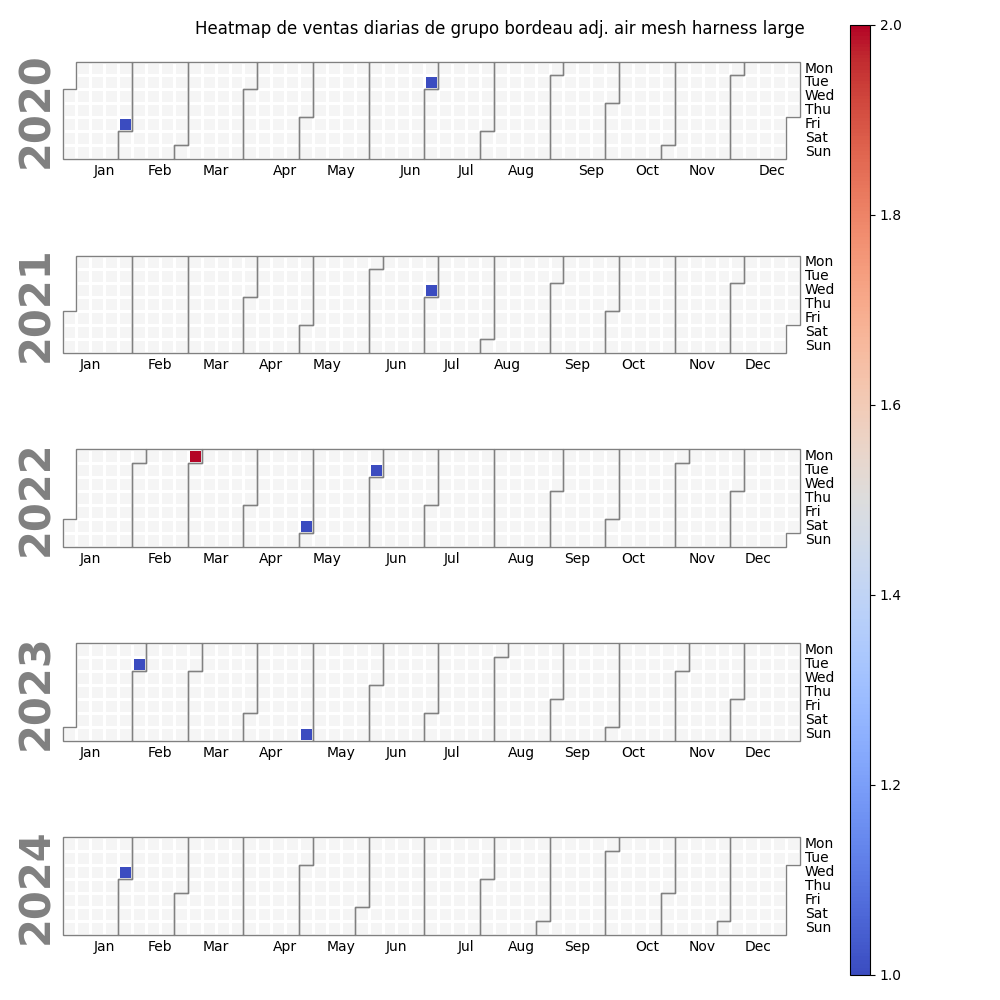 Heatmap de ventas diarias de grupo bordeau adj. air mesh harness large
2020
Mon
Tue
Wed
Thu
Fri
Sat
Sun
Jan Feb Mar Apr May Jun Jul Aug Sep Oct Nov Dec
2021
Mon
Tue
Wed
Thu
Fri
Sat
Sun
Jan Feb Mar Apr May Jun Jul Aug Sep Oct Nov Dec
2022
Mon
Tue
Wed
Thu
Fri
Sat
Sun
Jan Feb Mar Apr May Jun Jul Aug Sep Oct Nov Dec
2023
Mon
Tue
Wed
Thu
Fri
Sat
Sun
Jan Feb Mar Apr May Jun Jul Aug Sep Oct Nov Dec
2024
Mon
Tue
Wed
Thu
Fri
Sat
Sun
Jan Feb Mar Apr May Jun Jul Aug Sep Oct Nov Dec
2.0
1.8
1.6
1.4
1.2
1.0